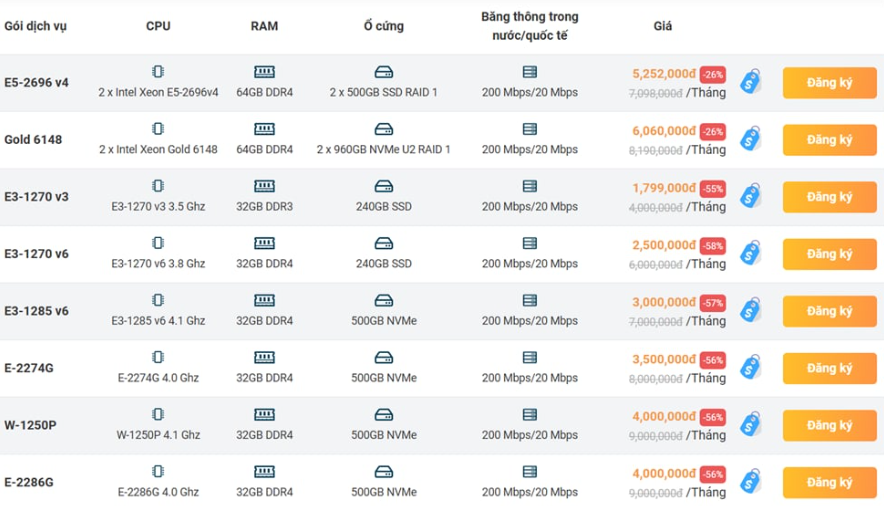 Gói dịch vụ CPU RAM Ổ cứng Băng thông trong
nước/quốc tế Giá
E5-2696 v4 2 x Intel Xeon E5-2696v4 64GB DDR4 2 x 500GB SSD RAID 1 200 Mbps/20 Mbps 5,252,000đ -26% Đăng ký
7,098,000đ /Tháng
Gold 6148 2 x Intel Xeon Gold 6148 64GB DDR4 2 x 960GB NVMe U2 RAID 1 200 Mbps/20 Mbps 6,060,000đ -26% Đăng ký
8,190,000đ /Tháng
E3-1270 v3 E3-1270 v3 3.5 Ghz 32GB DDR3 240GB SSD 200 Mbps/20 Mbps 1,799,000đ -55% Đăng ký
4,000,000đ /Tháng
E3-1270 v6 E3-1270 v6 3.8 Ghz 32GB DDR4 240GB SSD 200 Mbps/20 Mbps 2,500,000đ -58% Đăng ký
6,000,000đ /Tháng
E3-1285 v6 E3-1285 v6 4.1 Ghz 32GB DDR4 500GB NVMe 200 Mbps/20 Mbps 3,000,000đ -57% Đăng ký
7,000,000đ /Tháng
E-2274G E-2274G 4.0 Ghz 32GB DDR4 500GB NVMe 200 Mbps/20 Mbps 3,500,000đ -56% Đăng ký
8,000,000đ /Tháng
W-1250P W-1250P 4.1 Ghz 32GB DDR4 500GB NVMe 200 Mbps/20 Mbps 4,000,000đ -56% Đăng ký
9,000,000đ /Tháng
E-2286G E-2286G 4.0 Ghz 32GB DDR4 500GB NVMe 200 Mbps/20 Mbps 4,000,000đ -56% Đăng ký
9,000,000đ /Tháng